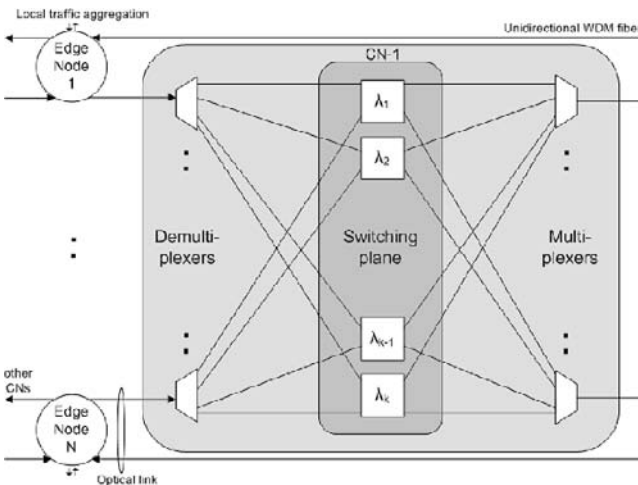 Local traffic aggregation
Unidirectional WDM fiber
Edge
Node
1
CN-1
λ1
λ2
Demulti-
plexers
Switching
plane
Multi-
plexers
λk-1
λk
other
CNs
Edge
Node
N
Optical link